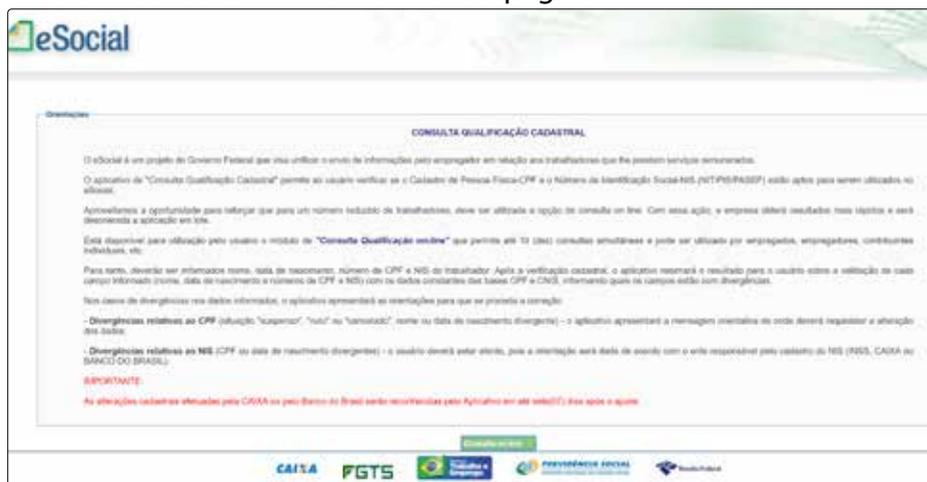 eSocial
Orientações
CONSULTA QUALIFICAÇÃO CADASTRAL
O eSocial é um projeto do Governo Federal que visa unificar o envio de informações pelo empregador em relação aos trabalhadores que lhe prestam serviços remunerados.
O aplicativo de "Consulta Qualificação Cadastral" permite ao usuário verificar se o Cadastro de Pessoa Física-CPF e o Número de Identificação Social-NIS (NIT/PIS/PASEP) estão aptos para serem utilizados no
eSocial.
Aproveitamos a oportunidade para reforçar que para um número reduzido de trabalhadores, deve ser utilizada a opção de consulta on line. Com essa ação, a empresa obterá resultados mais rápidos e será
desonerada a aplicação em lote.
Está disponível para utilização pelo usuário o módulo de "Consulta Qualificação on-line" que permite até 10 (dez) consultas simultâneas e pode ser utilizado por empregados, empregadores, contribuintes
individuais, etc.
Para tanto, deverão ser informados nome, data de nascimento, número de CPF e NIS do trabalhador. Após a verificação cadastral, o aplicativo retornará o resultado para o usuário sobre a validação de cada
campo informado (nome, data de nascimento e números de CPF e NIS) com os dados constantes das bases CPF e CNIS, informando quais os campos estão com divergências.
Nos casos de divergências nos dados informados, o aplicativo apresentará as orientações para que se proceda a correção:
- Divergências relativas ao CPF (situação "suspenso", "nulo" ou "cancelado", nome ou data de nascimento divergente) – o aplicativo apresentará a mensagem orientativa de onde deverá requisitar a alteração
dos dados;
- Divergências relativas ao NIS (CPF ou data de nascimento divergentes) - o usuário deverá estar atento, pois a orientação será dada de acordo com o ente responsável pelo cadastro do NIS (INSS, CAIXA ou
BANCO DO BRASIL).
IMPORTANTE:
As alterações cadastrais efetuadas pela CAIXA ou pelo Banco do Brasil serão reconhecidas pelo Aplicativo em até sete(07) dias após o ajuste.
Consulta on-line
CAIXA FGTS Trabalho e Emprego PREVIDÊNCIA SOCIAL Receita Federal